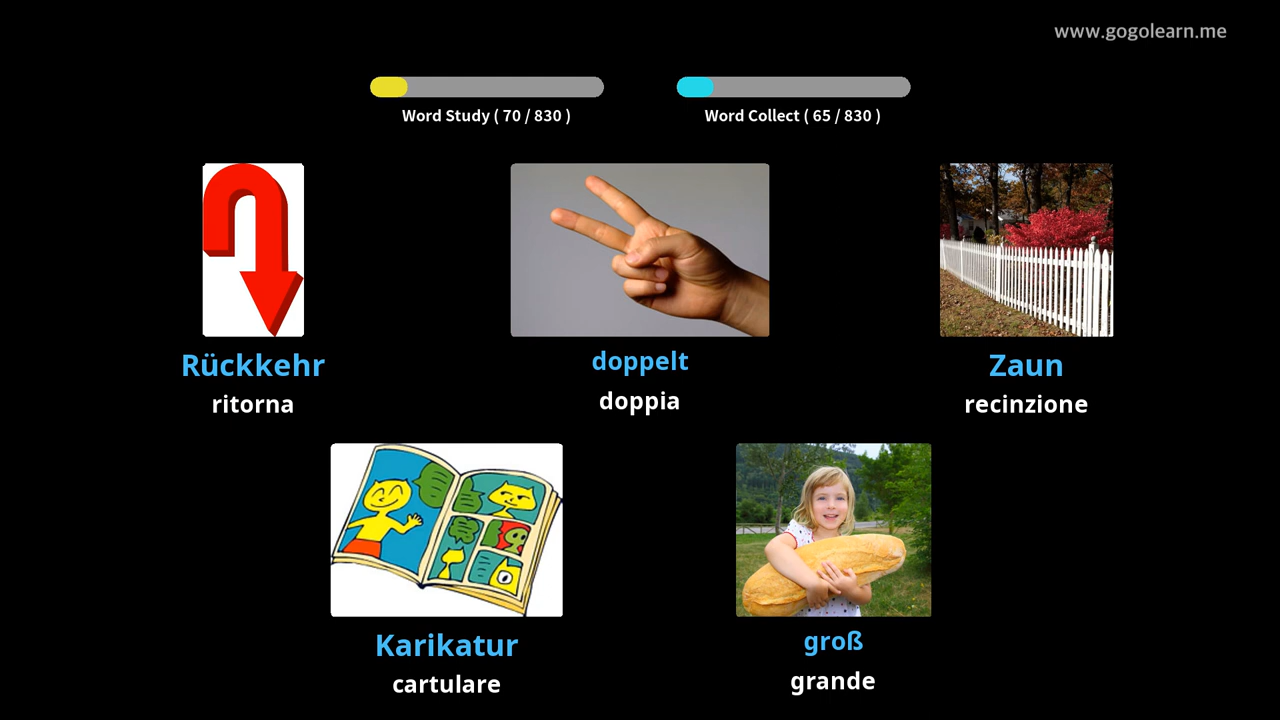 www.gogolearn.me
Word Study ( 70 / 830 )
Word Collect ( 65 / 830 )
Rückkehr
ritorna
doppelt
doppia
Zaun
recinzione
Karikatur
cartulare
groß
grande